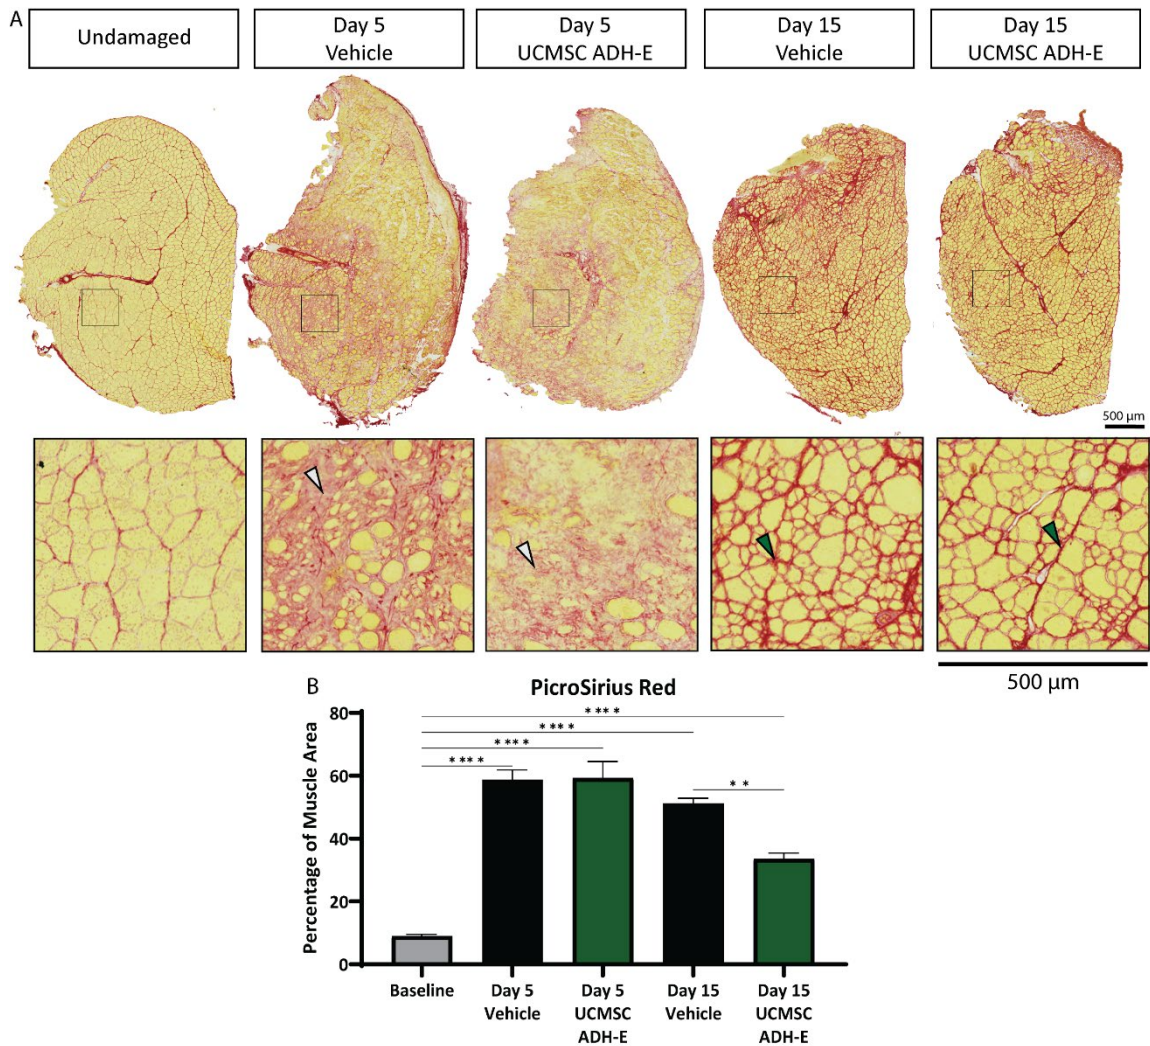 A
Undamaged
Day 5
Vehicle
Day 5
UCMSC ADH-E
Day 15
Vehicle
Day 15
UCMSC ADH-E
500 µm
500 µm
B
PicroSirius Red
Percentage of Muscle Area
80
60
40
20
0
****
****
****
****
**
Baseline
Day 5
Vehicle
Day 5
UCMSC
ADH-E
Day 15
Vehicle
Day 15
UCMSC
ADH-E